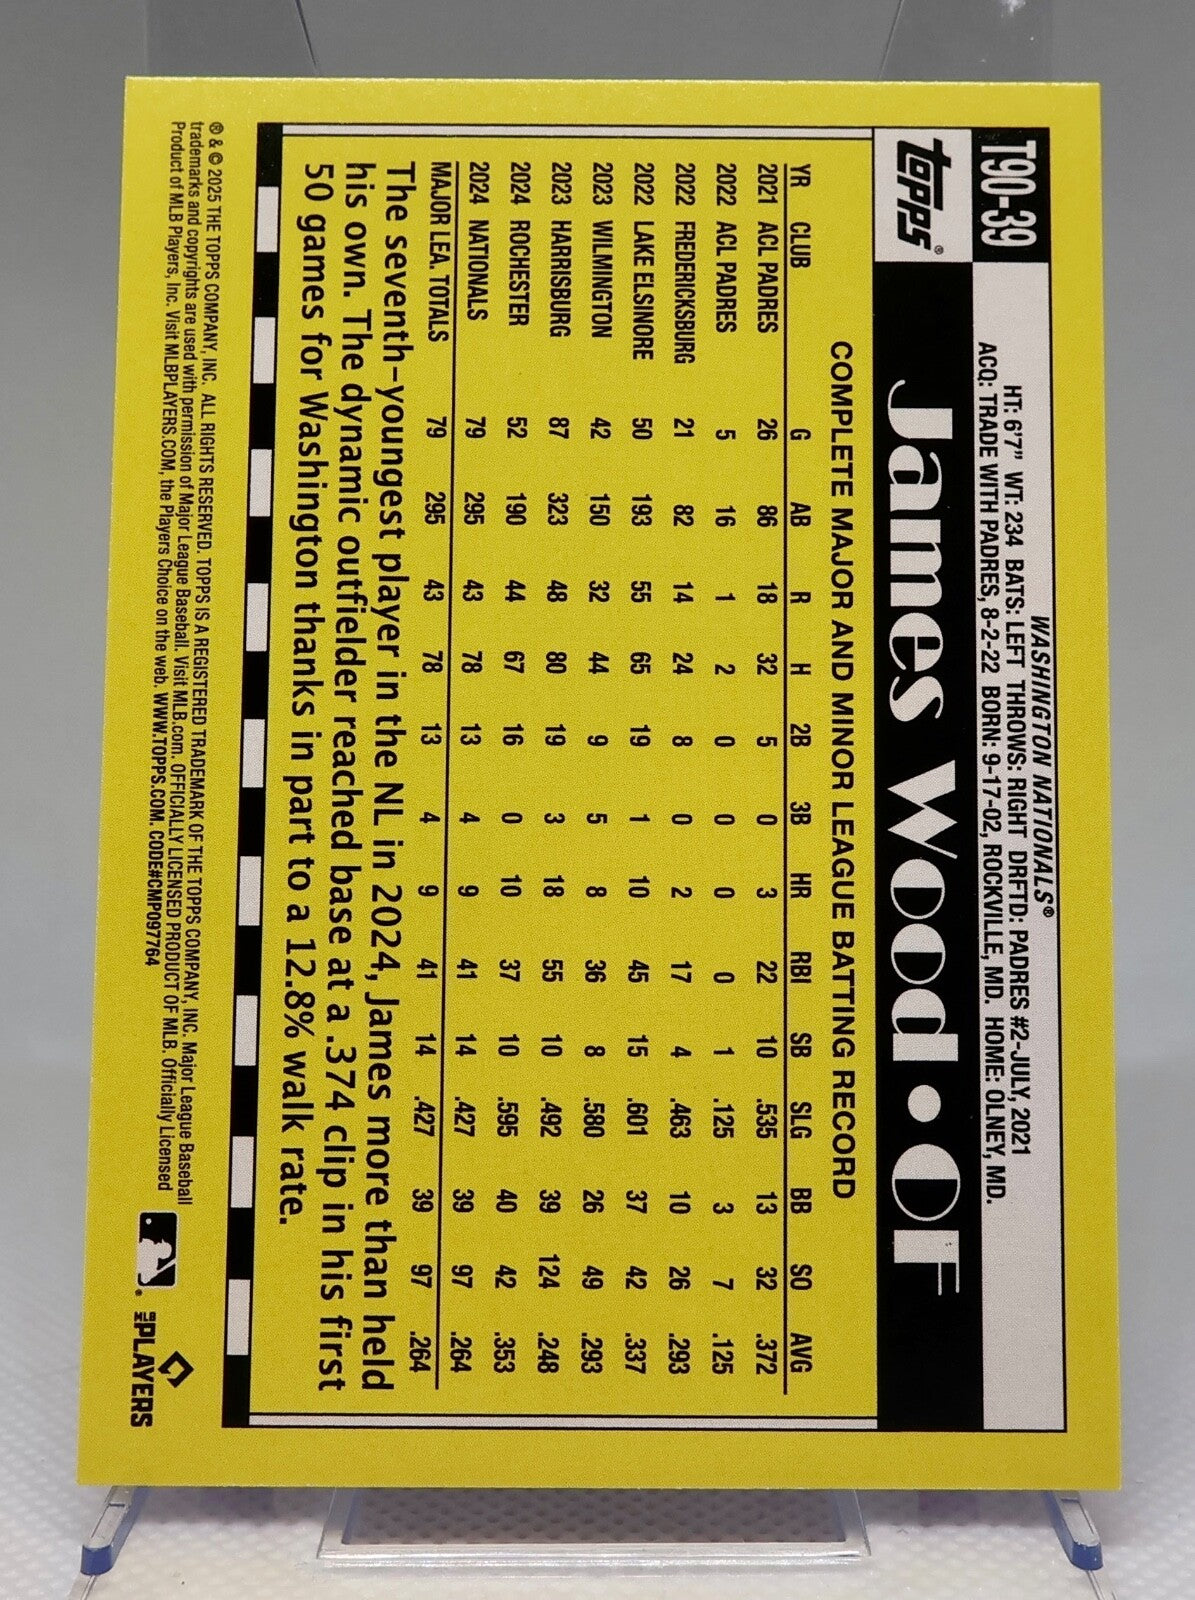 T90-39
WASHINGTON NATIONALS®
HT: 6'7" WT: 234 BATS: LEFT THROWS: RIGHT DRFTD: PADRES #2-JULY, 2021
ACQ: TRADE WITH PADRES, 8-2-22 BORN: 9-17-02, ROCKVILLE, MD. HOME: OLNEY, MD.
topps®
James Wood • OF
COMPLETE MAJOR AND MINOR LEAGUE BATTING RECORD
YR CLUB G AB R H 2B 3B HR RBI SB SLG BB SO AVG
2021 ACL PADRES 26 86 18 32 5 0 3 22 10 .535 13 32 .372
2022 ACL PADRES 5 16 1 2 0 0 0 0 1 .125 3 7 .125
2022 FREDERICKSBURG 21 82 14 24 8 0 2 17 4 .463 10 26 .293
2022 LAKE ELSINORE 50 193 55 65 19 1 10 45 15 .601 37 42 .337
2023 WILMINGTON 42 150 32 44 9 5 8 36 8 .580 26 49 .293
2023 HARRISBURG 87 323 48 80 19 3 18 55 10 .492 39 124 .248
2024 ROCHESTER 52 190 44 67 16 0 10 37 10 .595 40 42 .353
2024 NATIONALS 79 295 43 78 13 4 9 41 14 .427 39 97 .264
MAJOR LEA. TOTALS 79 295 43 78 13 4 9 41 14 .427 39 97 .264
The seventh-youngest player in the NL in 2024, James more than held
his own. The dynamic outfielder reached base at a .374 clip in his first
50 games for Washington thanks in part to a 12.8% walk rate.
® & © 2025 THE TOPPS COMPANY, INC. ALL RIGHTS RESERVED. TOPPS IS A REGISTERED TRADEMARK OF THE TOPPS COMPANY, INC. Major League Baseball
trademarks and copyrights are used with permission of Major League Baseball. Visit MLB.com. OFFICIALLY LICENSED PRODUCT OF MLB. Officially Licensed
Product of MLB Players, Inc. Visit MLBPLAYERS.COM, the Players Choice on the web. WWW.TOPPS.COM. CODE#CMP097764
MLB PLAYERS